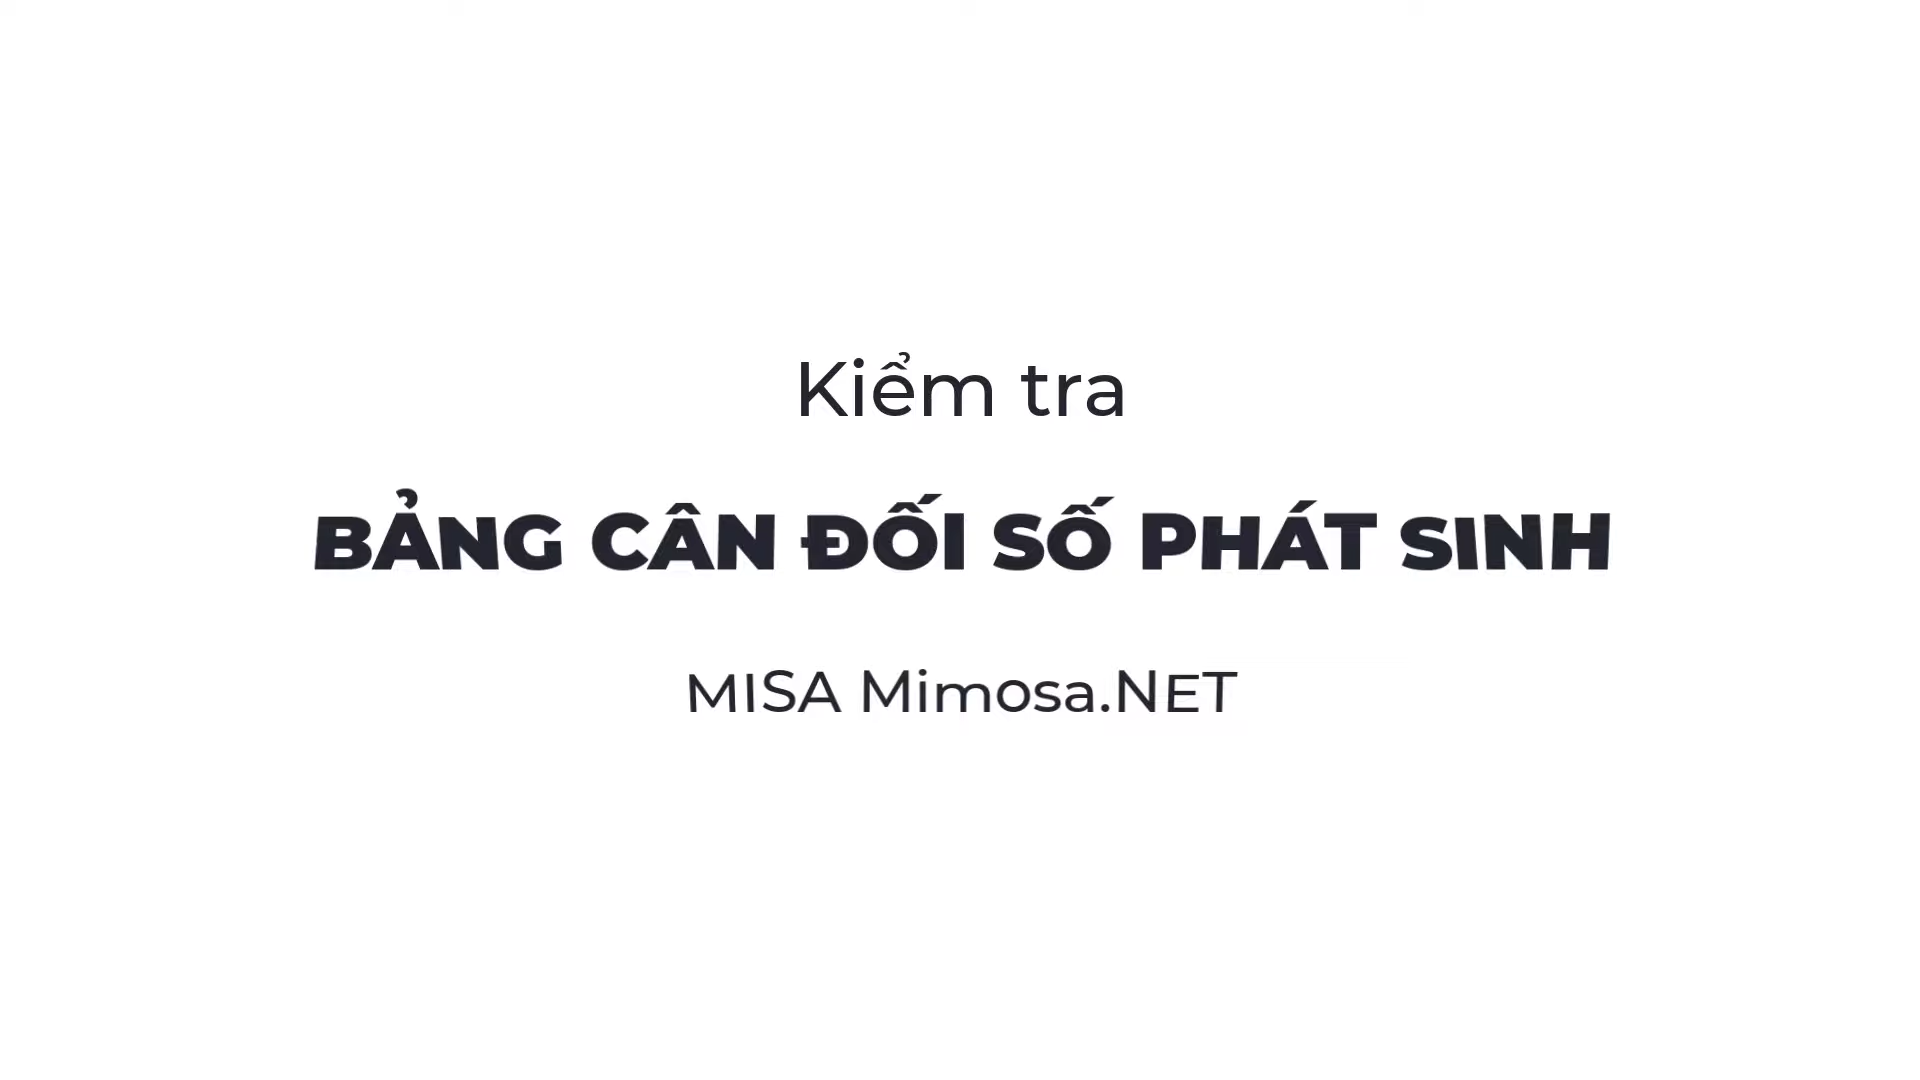 Kiểm tra
BẢNG CÂN ĐỐI SỐ PHÁT SINH
MISA Mimosa.NET